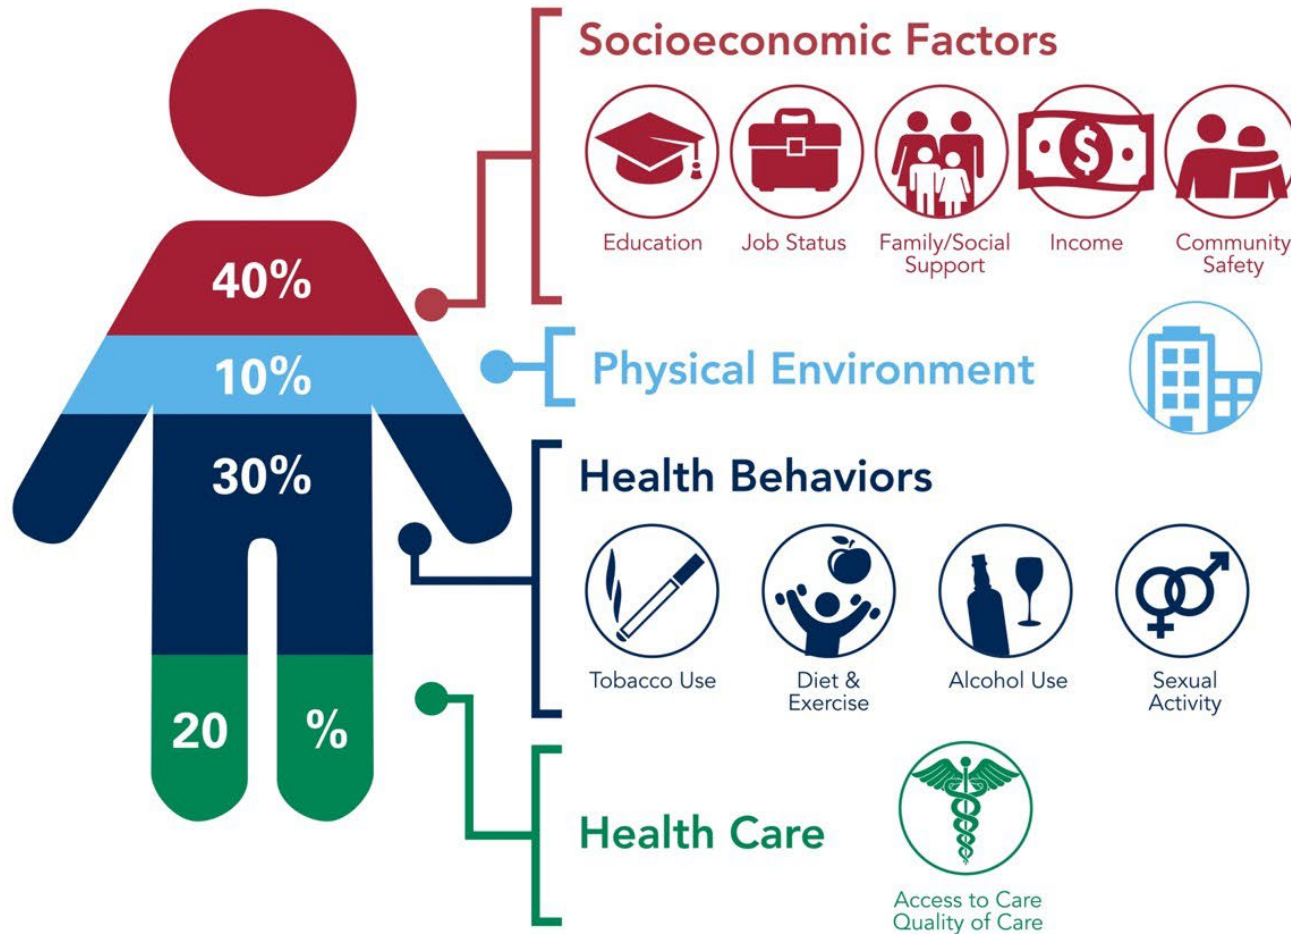 Socioeconomic Factors
$
Education
Job Status
Family/Social
Support
Income
Community
Safety
40%
10%
Physical Environment
30%
Health Behaviors
Tobacco Use
Diet &
Exercise
Alcohol Use
Sexual
Activity
20 %
Health Care
Access to Care
Quality of Care